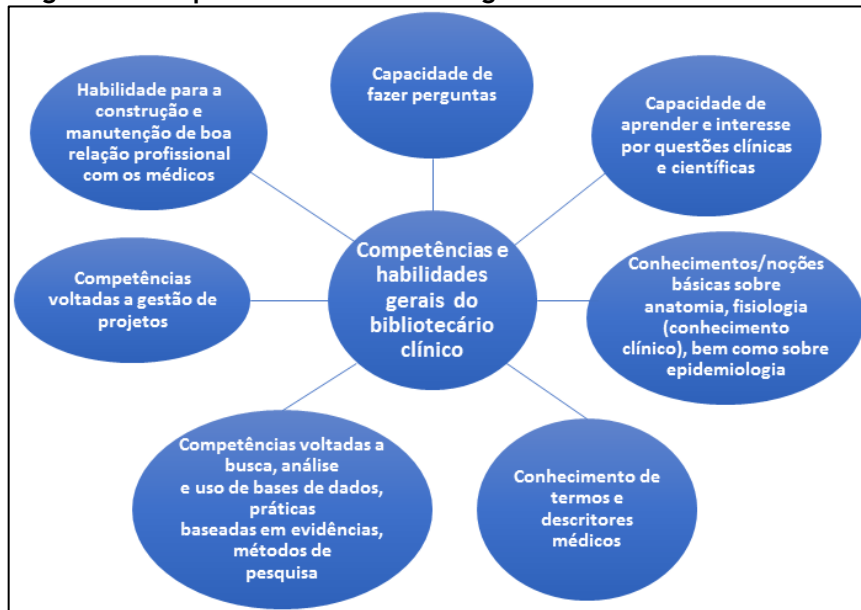 Capacidade de
fazer perguntas
Habilidade para a
construção e
manutenção de boa
relação profissional
com os médicos
Capacidade de
aprender e interesse
por questões clínicas
e científicas
Competências e
habilidades
gerais do
bibliotecário
clínico
Competências
voltadas a gestão de
projetos
Conhecimentos/noções
básicas sobre
anatomia, fisiologia
(conhecimento
clínico), bem como sobre
epidemiologia
Competências voltadas a
busca, análise
e uso de bases de dados,
práticas
baseadas em evidências,
métodos de
pesquisa
Conhecimento de
termos e
descritores
médicos